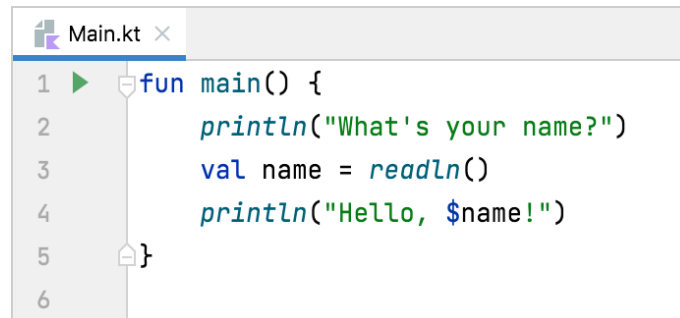 Main.kt
1 fun main() {
2 println("What's your name?")
3 val name = readln()
4 println("Hello, $name!")
5 }
6